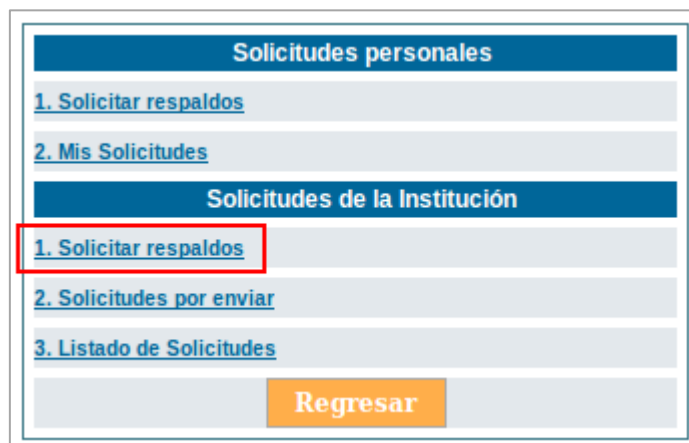 Solicitudes personales
1. Solicitar respaldos
2. Mis Solicitudes
Solicitudes de la Institución
1. Solicitar respaldos
2. Solicitudes por enviar
3. Listado de Solicitudes
Regresar